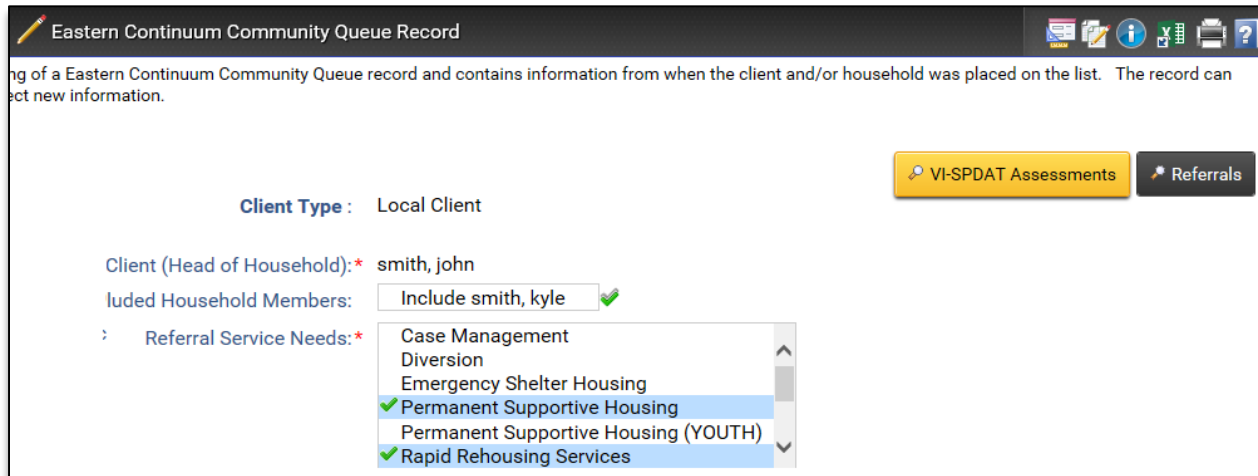 Eastern Continuum Community Queue Record
ng of a Eastern Continuum Community Queue record and contains information from when the client and/or household was placed on the list. The record can
ect new information.
VI-SPDAT Assessments
Referrals
Client Type : Local Client
Client (Head of Household):* smith, john
luded Household Members: Include smith, kyle
Referral Service Needs:* Case Management
Diversion
Emergency Shelter Housing
Permanent Supportive Housing
Permanent Supportive Housing (YOUTH)
Rapid Rehousing Services